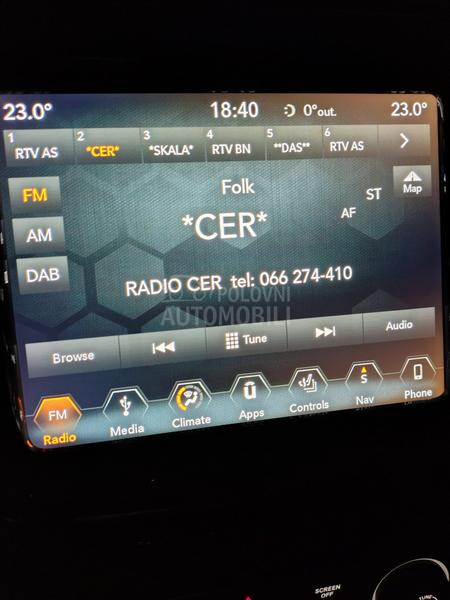 23.0° 18:40 0°out. 23.0°
1 RTV AS 2 *CER* 3 *SKALA* 4 RTV BN 5 **DAS** 6 RTV AS
FM Folk ST Map
AM *CER* AF
DAB RADIO CER tel: 066 274-410
POLOVNI
AUTOMOBILI
Browse Tune Audio
FM S
Radio Media Climate Apps Controls Nav Phone
SCREEN
OFF
TUNE